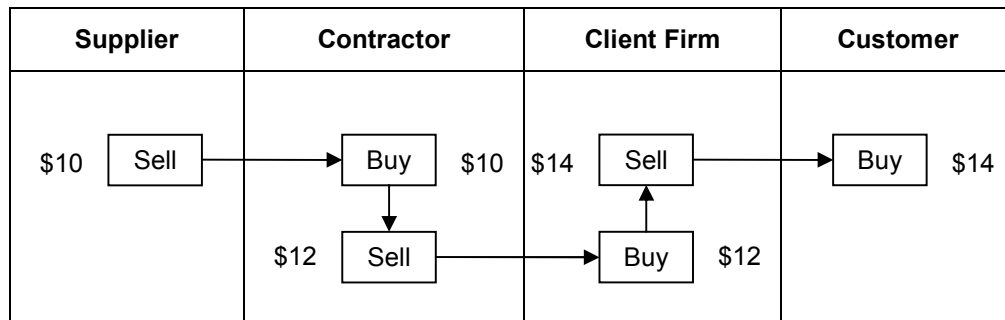 Supplier Contractor Client Firm Customer
$10 Sell Buy $10 $14 Sell Buy $14
$12 Sell Buy $12